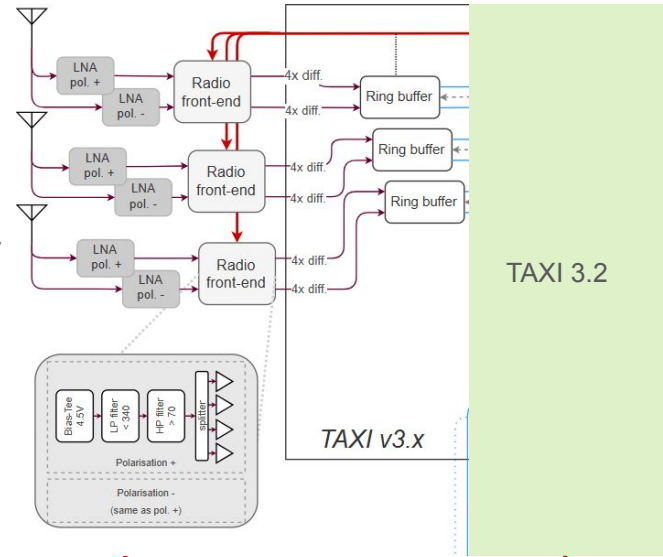 LNA
pol. +
LNA
pol. -
Radio
front-end
4x diff.
4x diff.
Ring buffer
LNA
pol. +
LNA
pol. -
Radio
front-end
4x diff.
4x diff.
Ring buffer
LNA
pol. +
LNA
pol. -
Radio
front-end
4x diff.
4x diff.
Ring buffer
TAXI 3.2
Bias-Tee
4.5V
LP filter
< 340
HP filter
> 70
splitter
Polarisation +
Polarisation -
(same as pol. +)
TAXI v3.x